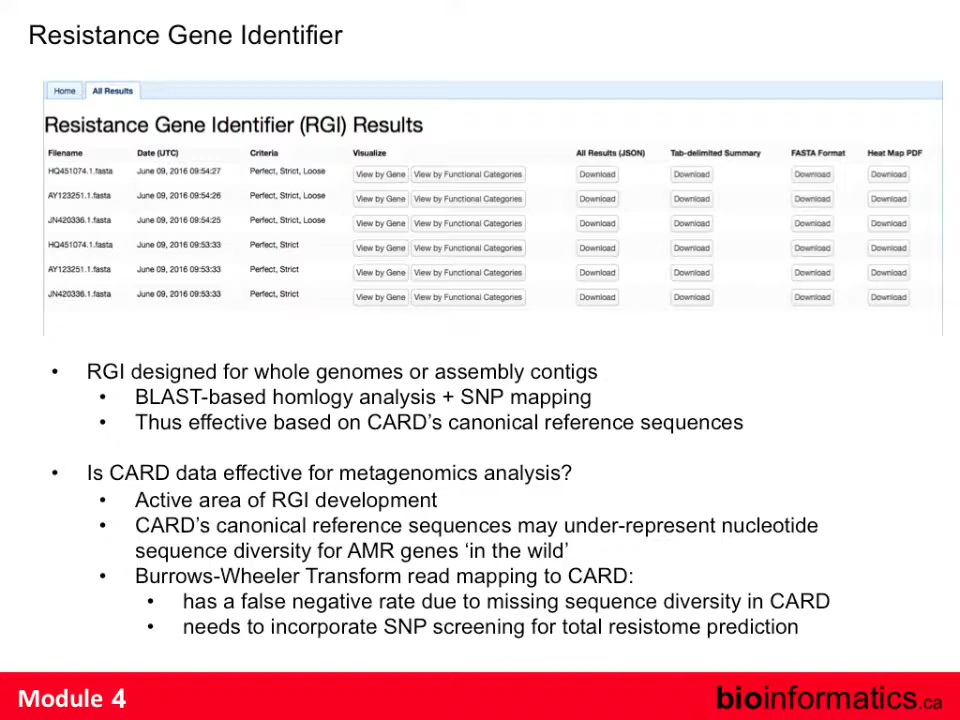 Resistance Gene Identifier
Home All Results
Resistance Gene Identifier (RGI) Results
Filename Date (UTC) Criteria Visualize All Results (JSON) Tab-delimited Summary FASTA Format Heat Map PDF
HQ451074.1.fasta June 09, 2016 09:54:27 Perfect, Strict, Loose View by Gene View by Functional Categories Download Download Download Download
AY123251.1.fasta June 09, 2016 09:54:26 Perfect, Strict, Loose View by Gene View by Functional Categories Download Download Download Download
JN420336.1.fasta June 09, 2016 09:54:25 Perfect, Strict, Loose View by Gene View by Functional Categories Download Download Download Download
HQ451074.1.fasta June 09, 2016 09:53:33 Perfect, Strict View by Gene View by Functional Categories Download Download Download Download
AY123251.1.fasta June 09, 2016 09:53:33 Perfect, Strict View by Gene View by Functional Categories Download Download Download Download
JN420336.1.fasta June 09, 2016 09:53:33 Perfect, Strict View by Gene View by Functional Categories Download Download Download Download
• RGI designed for whole genomes or assembly contigs
• BLAST-based homlogy analysis + SNP mapping
• Thus effective based on CARD’s canonical reference sequences
• Is CARD data effective for metagenomics analysis?
• Active area of RGI development
• CARD’s canonical reference sequences may under-represent nucleotide
sequence diversity for AMR genes ‘in the wild’
• Burrows-Wheeler Transform read mapping to CARD:
• has a false negative rate due to missing sequence diversity in CARD
• needs to incorporate SNP screening for total resistome prediction
Module 4 bioinformatics.ca